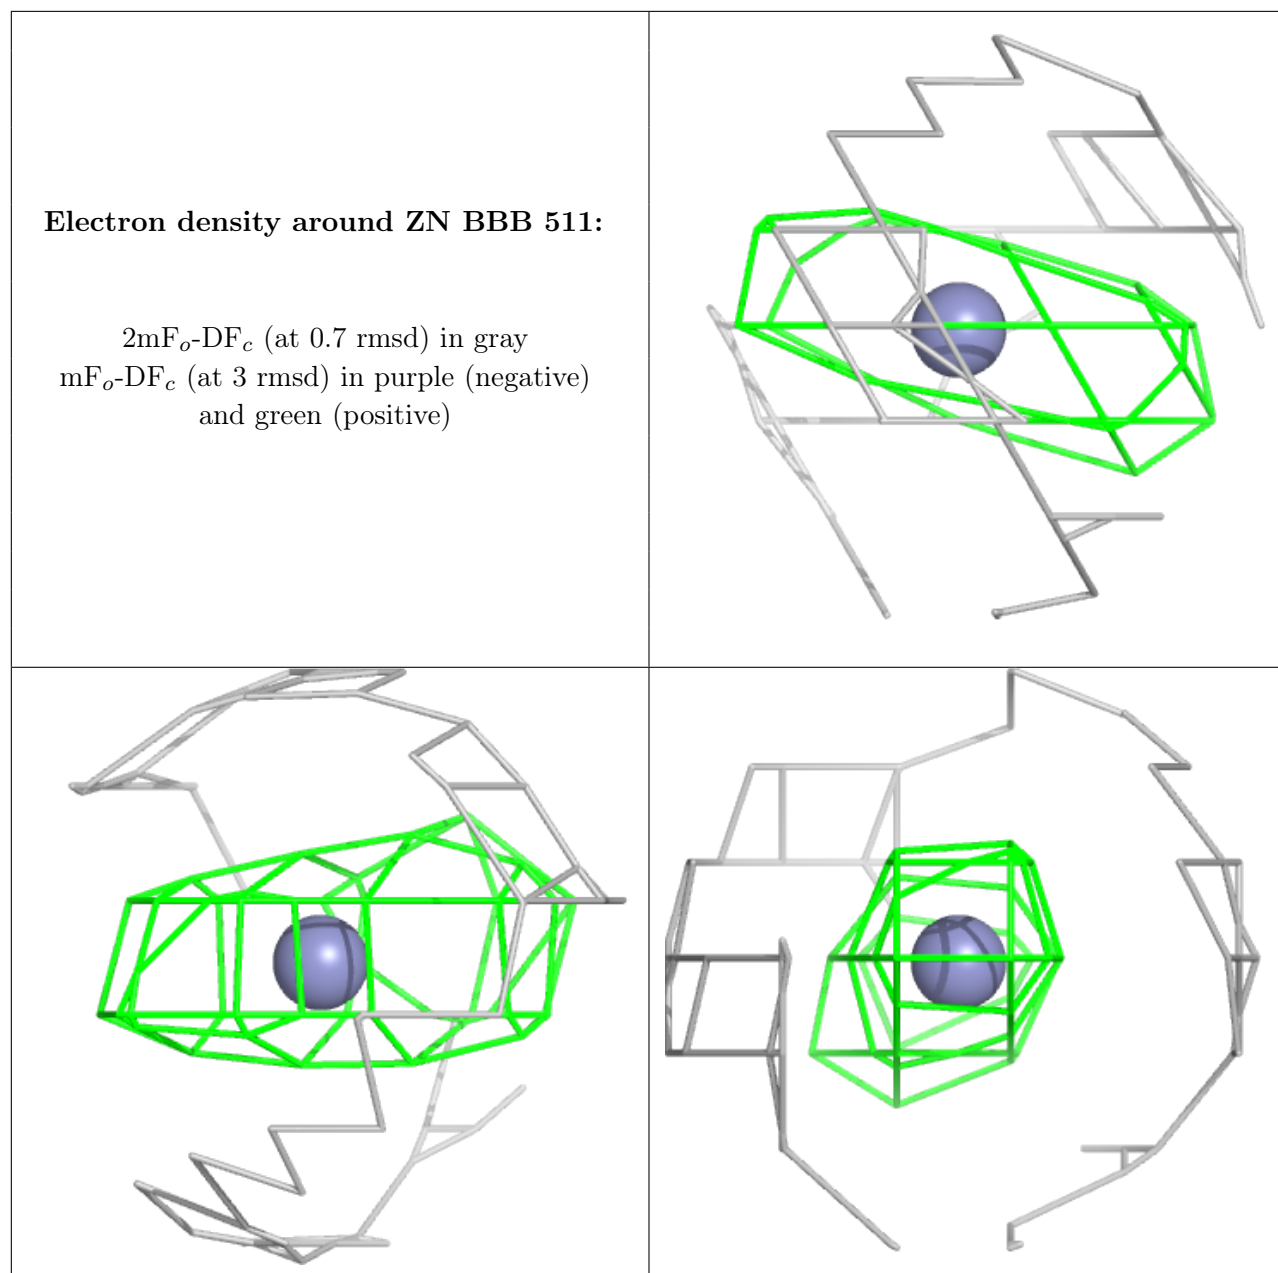 Electron density around ZN BBB 511:
2mFₒ-DF𝒸 (at 0.7 rmsd) in gray
mFₒ-DF𝒸 (at 3 rmsd) in purple (negative)
and green (positive)